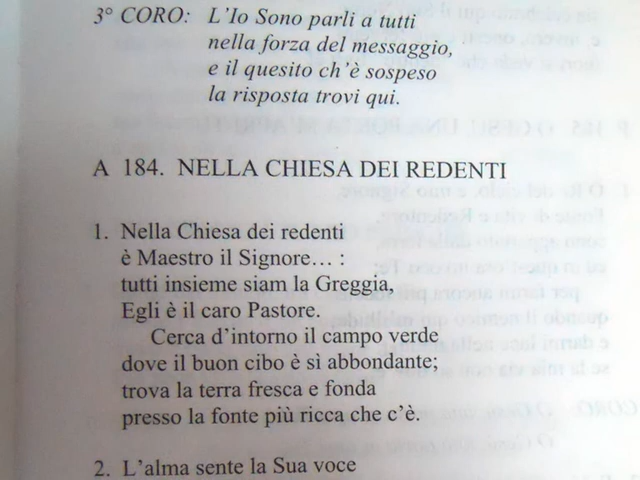 3° CORO: L'Io Sono parli a tutti
nella forza del messaggio,
e il quesito ch'è sospeso
la risposta trovi qui.
A 184. NELLA CHIESA DEI REDENTI
1. Nella Chiesa dei redenti
è Maestro il Signore... :
tutti insieme siam la Greggia,
Egli è il caro Pastore.
Cerca d'intorno il campo verde
dove il buon cibo è sì abbondante;
trova la terra fresca e fonda
presso la fonte più ricca che c'è.
2. L'alma sente la Sua voce